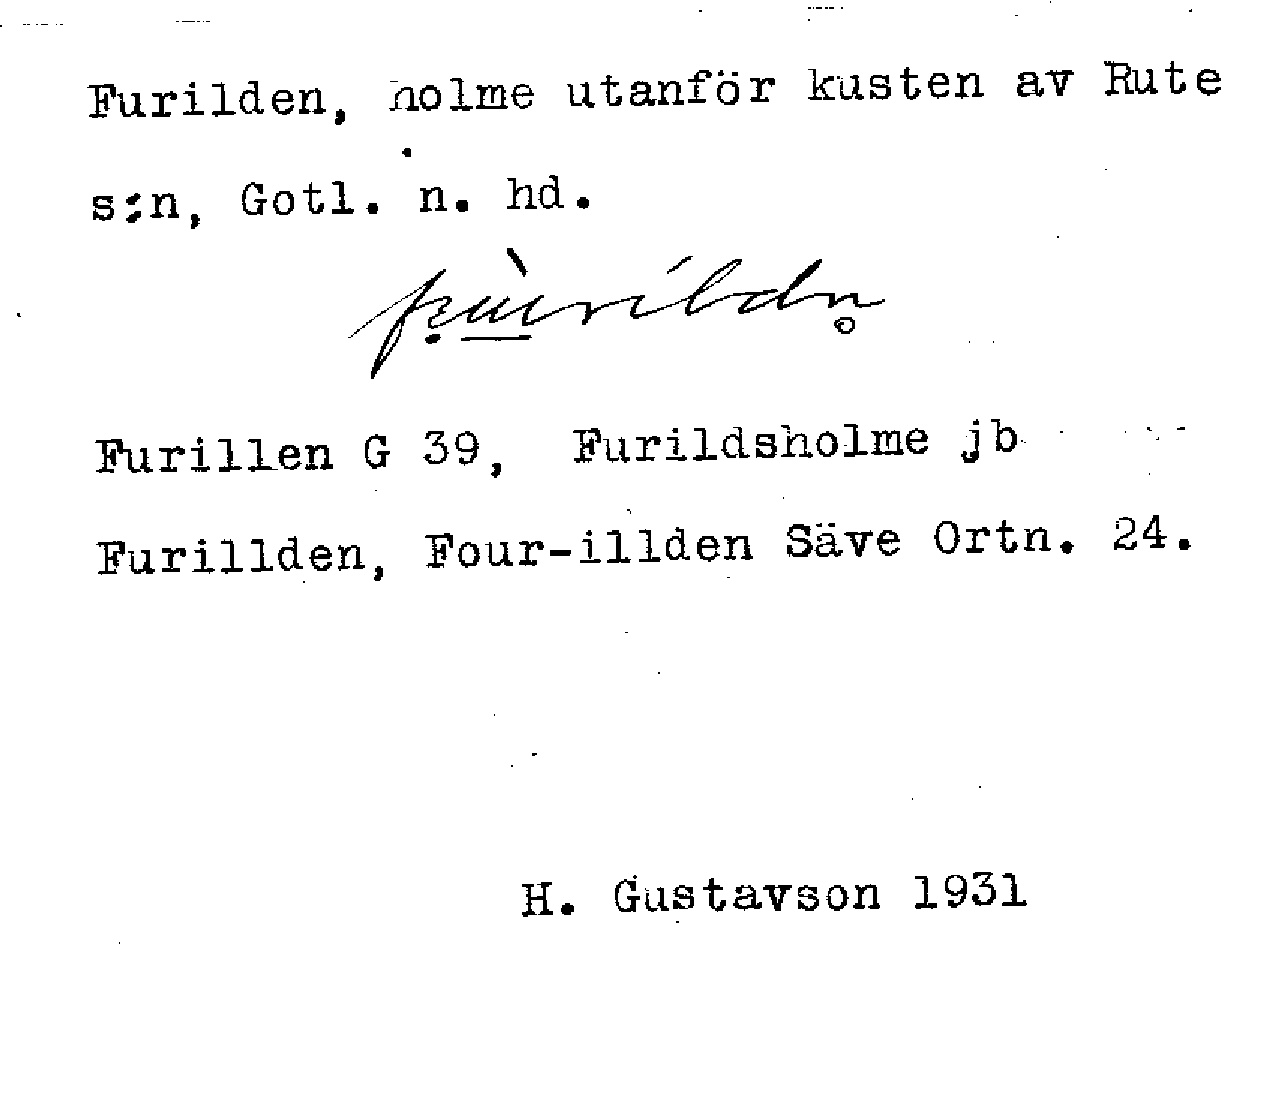 Furilden, holme utanför kusten av Rute
s:n, Gotl. n. hd.
Furillen G 39, Furildsholme jb
Furillden, Four-illden Säve Ortn. 24.
H. Gustavson 1931